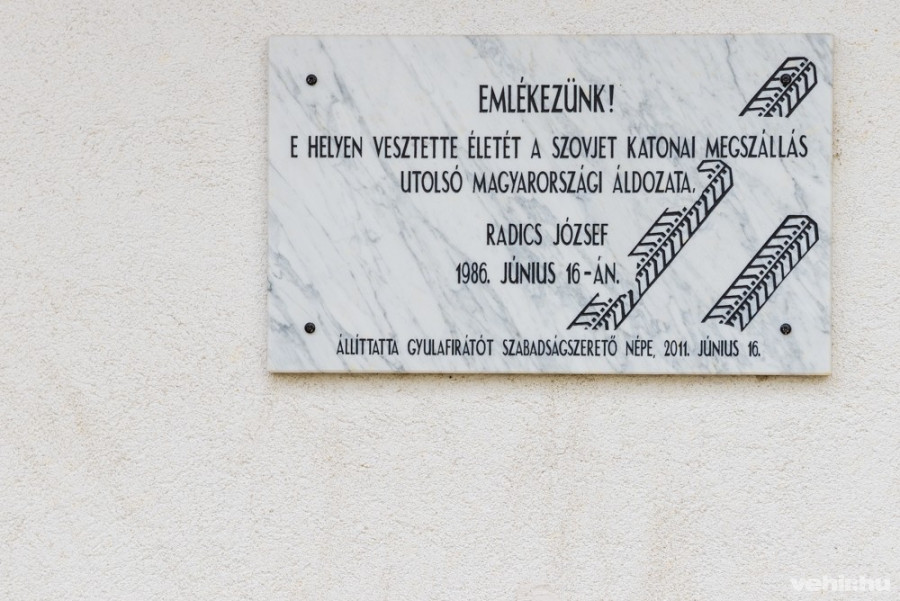 EMLÉKEZÜNK!
E HELYEN VESZTETTE ÉLETÉT A SZOVJET KATONAI MEGSZÁLLÁS
UTOLSÓ MAGYARORSZÁGI ÁLDOZATA,
RADICS JÓZSEF
1986. JÚNIUS 16-ÁN.
ÁLLÍTTATTA GYULAFIRÁTÓT SZABADSÁGSZERETŐ NÉPE, 2011. JÚNIUS 16.
vehir.hu